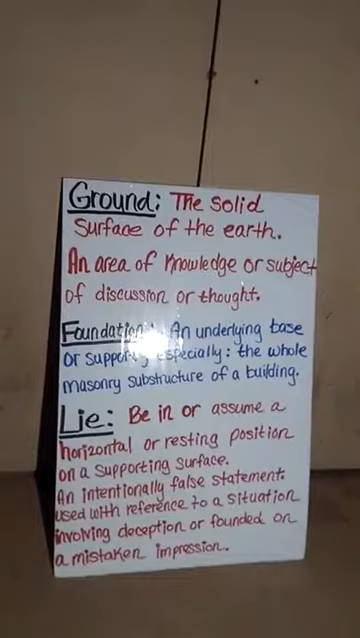 Ground: The solid
Surface of the earth.
An area of Knowledge or subject
of discussion or thought.
Foundation: An underlying base
or support; especially: the whole
masonry substructure of a building.
Lie: Be in or assume a
horizontal or resting position
on a supporting surface.
An intentionally false statement.
used with reference to a situation
involving deception or founded on
a mistaken impression.